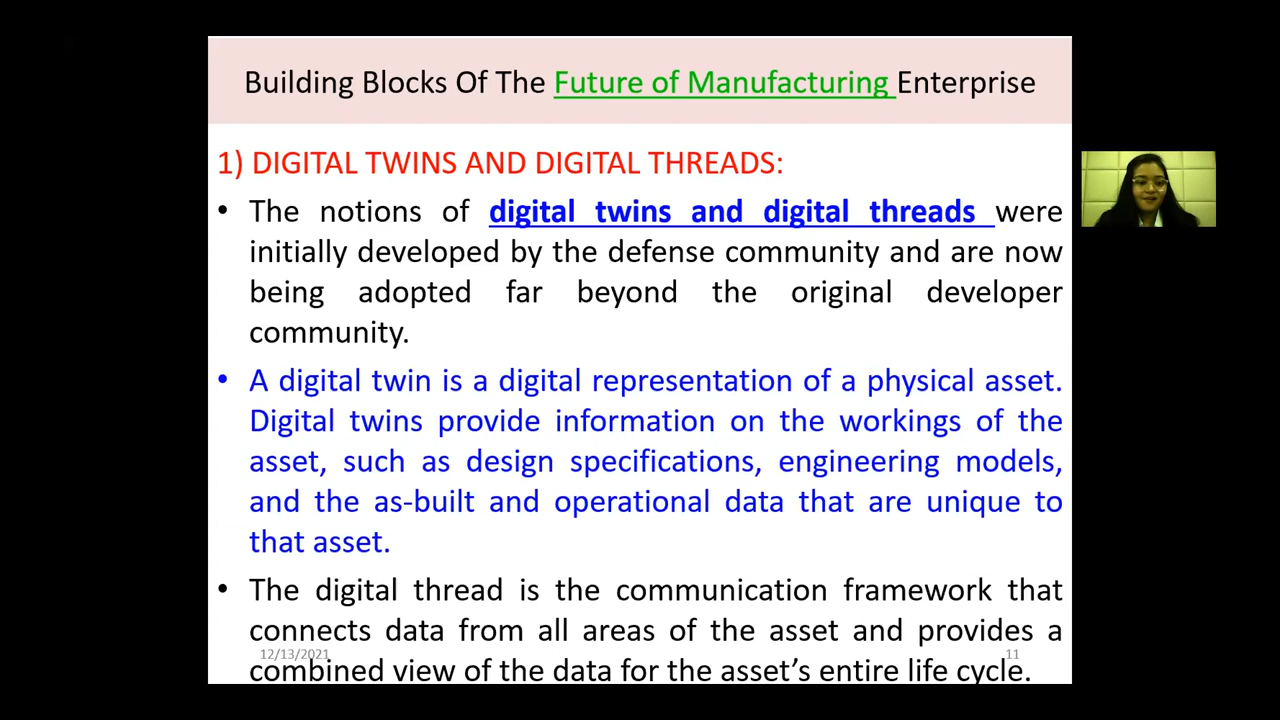 Building Blocks Of The Future of Manufacturing Enterprise
1) DIGITAL TWINS AND DIGITAL THREADS:
• The notions of digital twins and digital threads were
initially developed by the defense community and are now
being adopted far beyond the original developer
community.
• A digital twin is a digital representation of a physical asset.
Digital twins provide information on the workings of the
asset, such as design specifications, engineering models,
and the as-built and operational data that are unique to
that asset.
• The digital thread is the communication framework that
connects data from all areas of the asset and provides a
12/13/2021 11
combined view of the data for the asset’s entire life cycle.